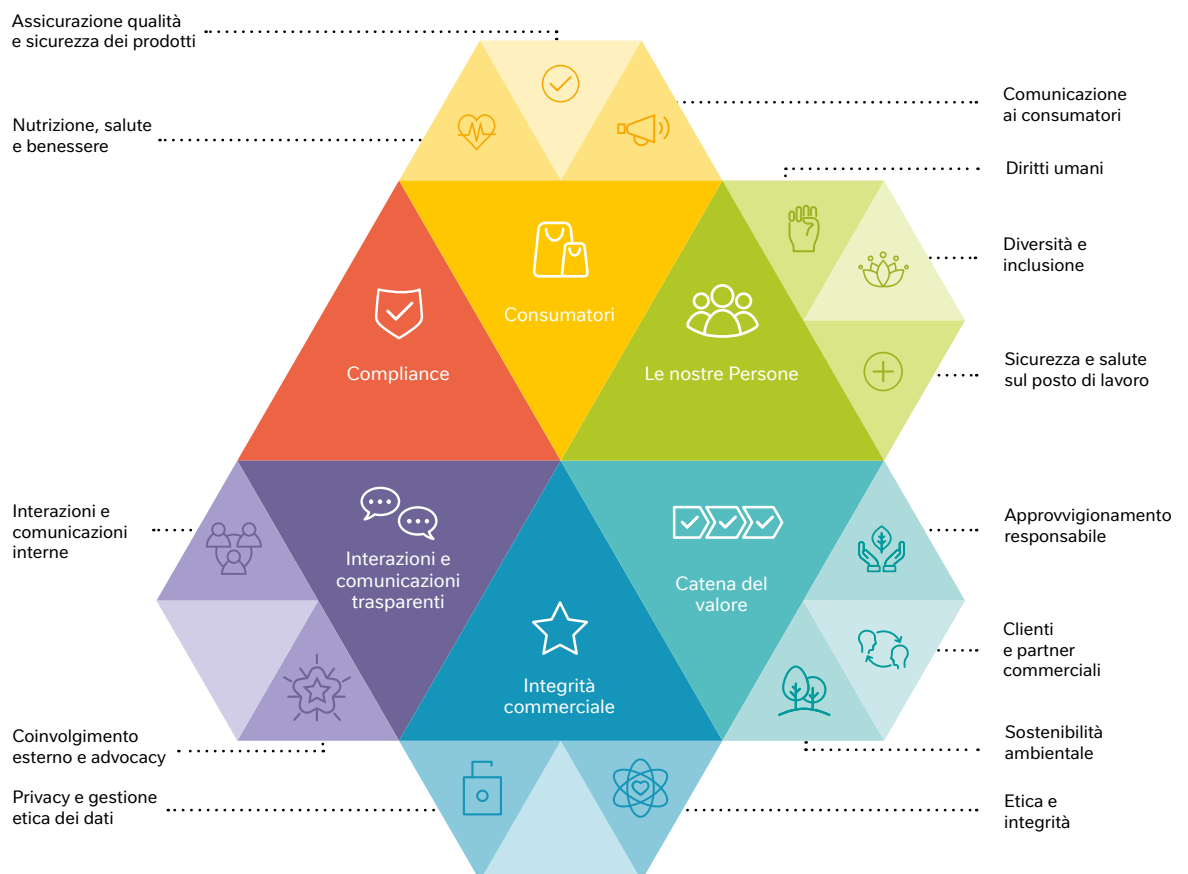 Assicurazione qualità
e sicurezza dei prodotti
Comunicazione
ai consumatori
Nutrizione, salute
e benessere
Diritti umani
Diversità e
inclusione
Consumatori
Compliance
Le nostre Persone
Sicurezza e salute
sul posto di lavoro
Interazioni e
comunicazioni
interne
Interazioni e
comunicazioni
trasparenti
Catena del
valore
Approvvigionamento
responsabile
Clienti
e partner
commerciali
Integrità
commerciale
Coinvolgimento
esterno e advocacy
Sostenibilità
ambientale
Privacy e gestione
etica dei dati
Etica e
integrità